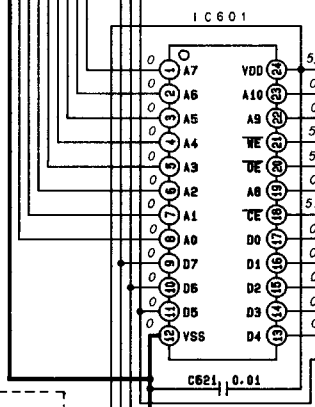 IC601
0 1 A7 VDD 24 5
0 2 A6 A10 23 0
0 3 A5 A9 22 0
0 4 A4 WE 21 5
0 5 A3 OE 20 5
0 6 A2 A8 19 0
0 7 A1 CE 18 5
0 8 A0 D0 17 0
0 9 D7 D1 16 0
0 10 D6 D2 15 0
0 11 D5 D3 14 0
0 12 VSS D4 13 0
C621 0.01